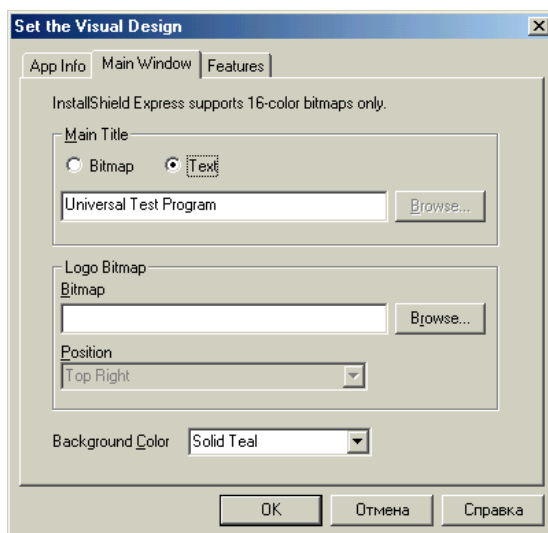 Set the Visual Design
App Info Main Window Features
InstallShield Express supports 16-color bitmaps only.
Main Title
Bitmap Text
Universal Test Program Browse...
Logo Bitmap
Bitmap
Browse...
Position
Top Right
Background Color Solid Teal
OK Отмена Справка